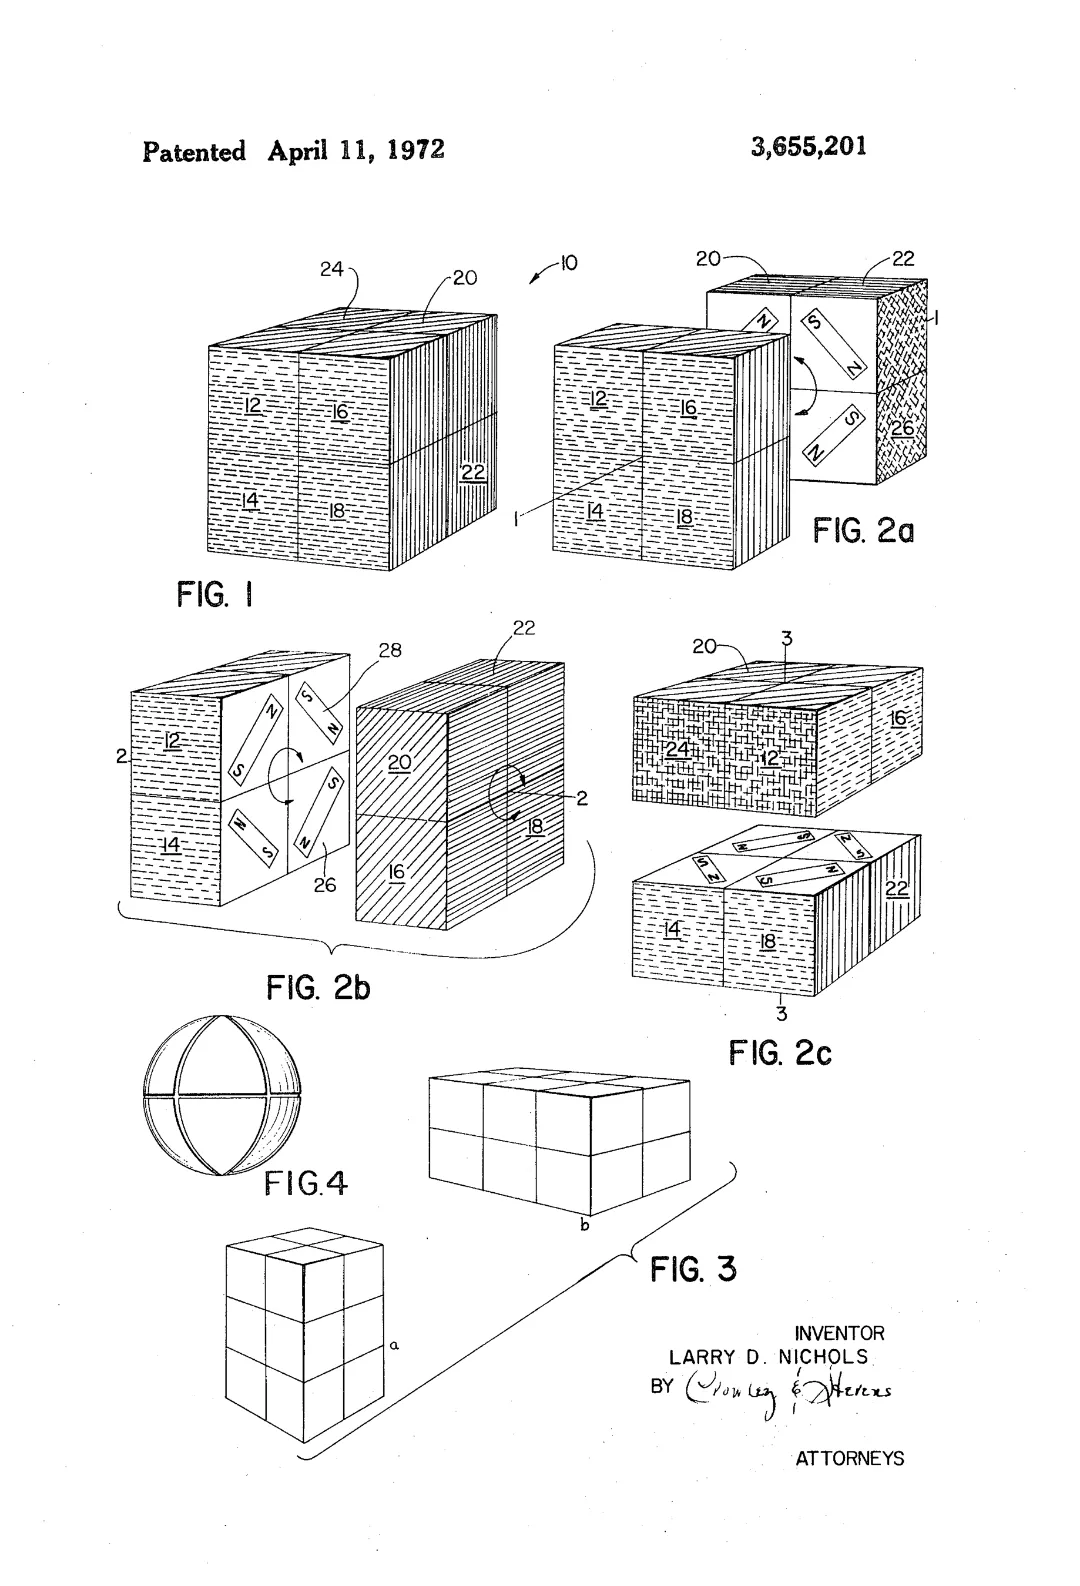 Patented April 11, 1972 3,655,201
24 20 10 20 22
12 16 14 18 22
N S N S N 1 26
12 16 14 18 1
FIG. 2a
FIG. 1
22 28 20 3
2 12 14 S N N S S N N S 26
20 16 18 2
24 12 16
N S N S S N S N
14 18 22
3
FIG. 2b
FIG. 2c
FIG.4
b
FIG. 3
a
INVENTOR
LARRY D. NICHOLS
BY
ATTORNEYS